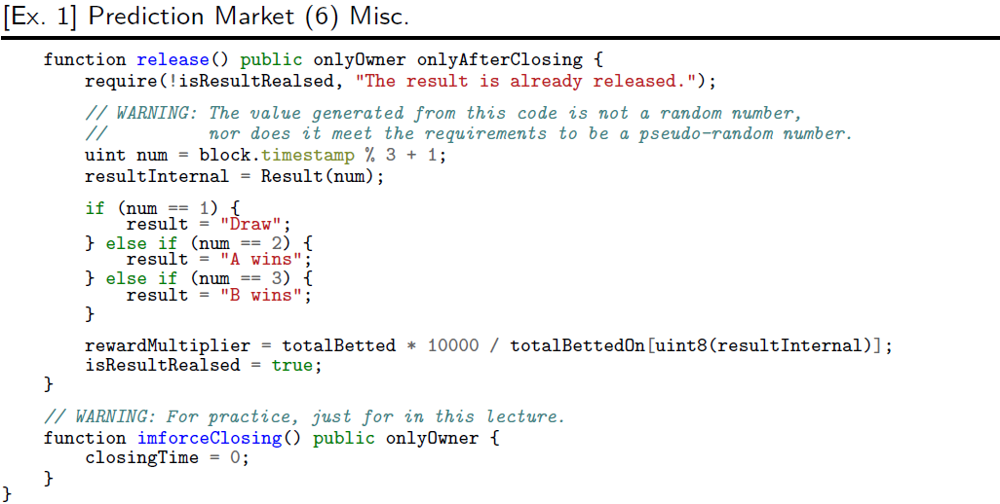 [Ex. 1] Prediction Market (6) Misc.
function release() public onlyOwner onlyAfterClosing {
require(!isResultRealsed, "The result is already released.");
// WARNING: The value generated from this code is not a random number,
// nor does it meet the requirements to be a pseudo-random number.
uint num = block.timestamp % 3 + 1;
resultInternal = Result(num);
if (num == 1) {
result = "Draw";
} else if (num == 2) {
result = "A wins";
} else if (num == 3) {
result = "B wins";
}
rewardMultiplier = totalBetted * 10000 / totalBettedOn[uint8(resultInternal)];
isResultRealsed = true;
}
// WARNING: For practice, just for in this lecture.
function imforceClosing() public onlyOwner {
closingTime = 0;
}
}